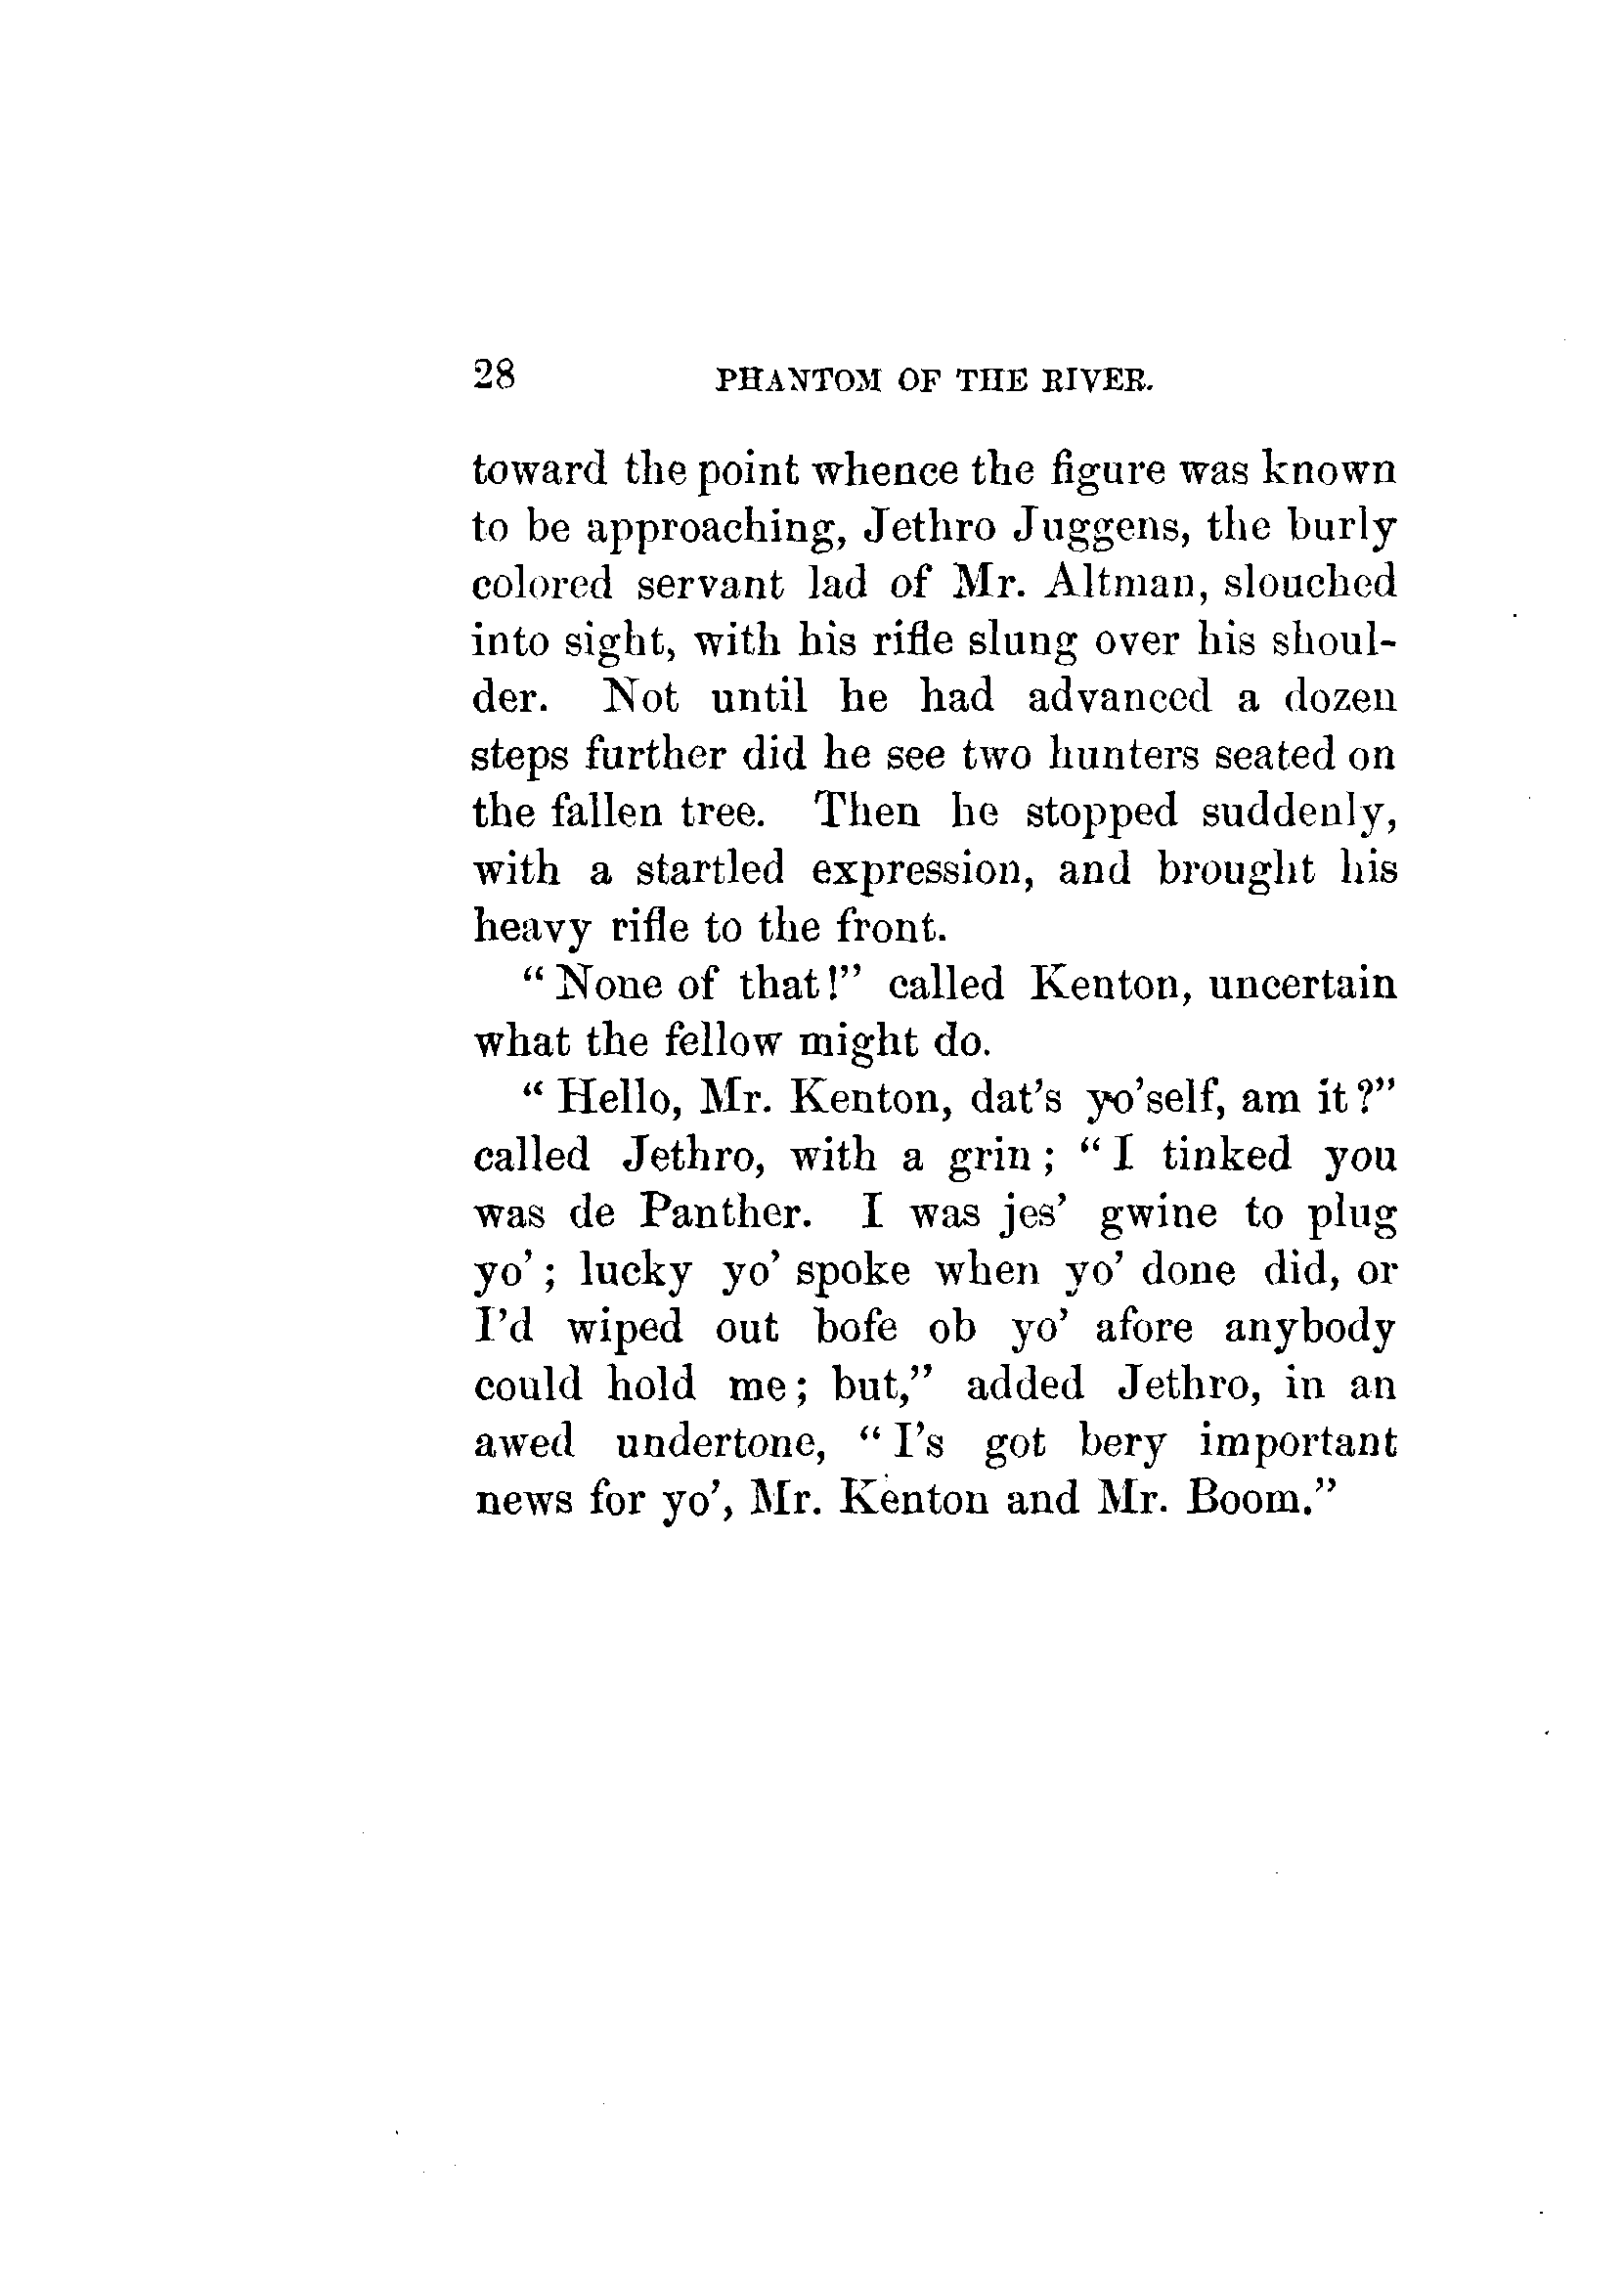 28 PHANTOM OF THE RIVER.
toward the point whence the figure was known
to be approaching, Jethro Juggens, the burly
colored servant lad of Mr. Altman, slouched
into sight, with his rifle slung over his shoul-
der. Not until he had advanced a dozen
steps further did he see two hunters seated on
the fallen tree. Then he stopped suddenly,
with a startled expression, and brought his
heavy rifle to the front.
"None of that!" called Kenton, uncertain
what the fellow might do.
"Hello, Mr. Kenton, dat's yo'self, am it?"
called Jethro, with a grin; "I tinked you
was de Panther. I was jes' gwine to plug
yo'; lucky yo' spoke when yo' done did, or
I'd wiped out bofe ob yo' afore anybody
could hold me; but," added Jethro, in an
awed undertone, "I's got bery important
news for yo', Mr. Kenton and Mr. Boom."